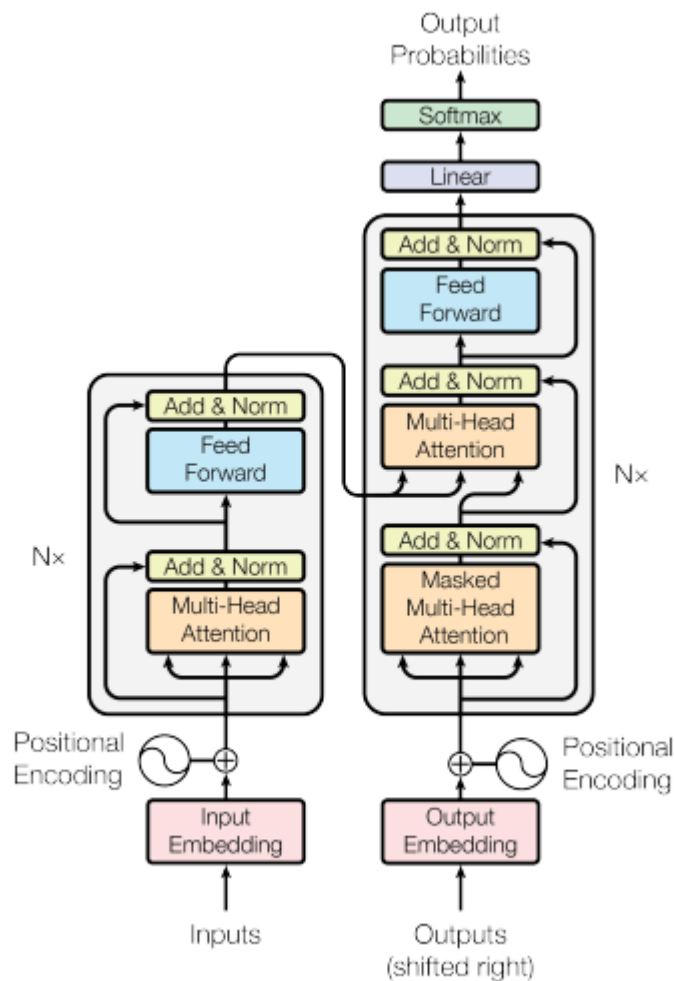 Output
Probabilities
Softmax
Linear
Add & Norm
Feed
Forward
Add & Norm
Multi-Head
Attention
Add & Norm
Masked
Multi-Head
Attention
N×
Add & Norm
Feed
Forward
Add & Norm
Multi-Head
Attention
N×
Positional
Encoding
Positional
Encoding
Input
Embedding
Output
Embedding
Inputs
Outputs
(shifted right)